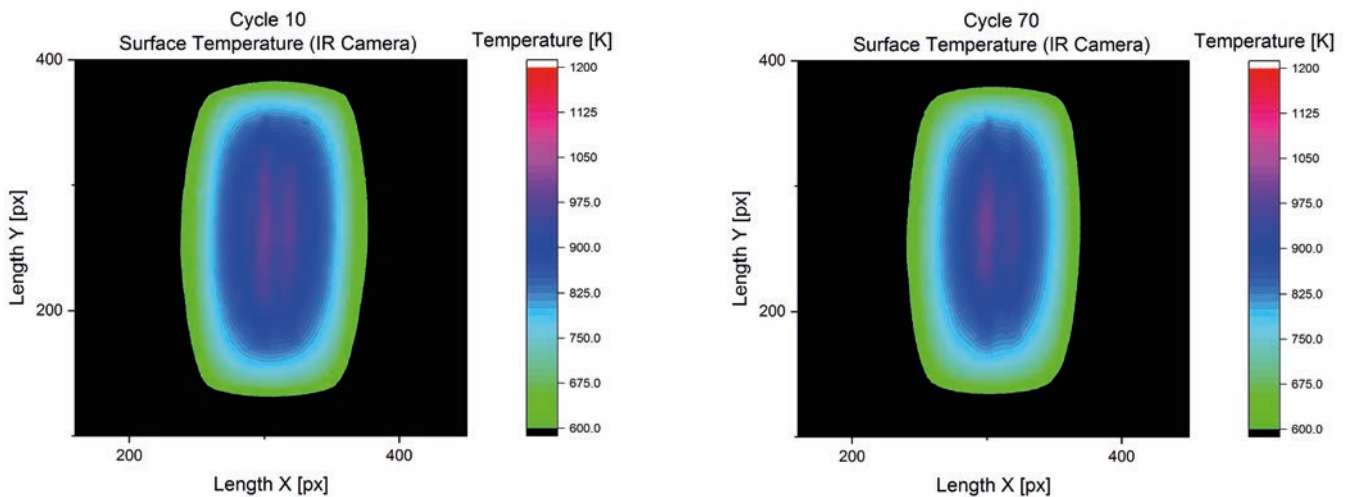 Cycle 10
Surface Temperature (IR Camera)
Temperature [K]
400
200
Length Y [px]
200
400
Length X [px]
1200
1125
1050
975.0
900.0
825.0
750.0
675.0
600.0
Cycle 70
Surface Temperature (IR Camera)
Temperature [K]
400
200
Length Y [px]
200
400
Length X [px]
1200
1125
1050
975.0
900.0
825.0
750.0
675.0
600.0